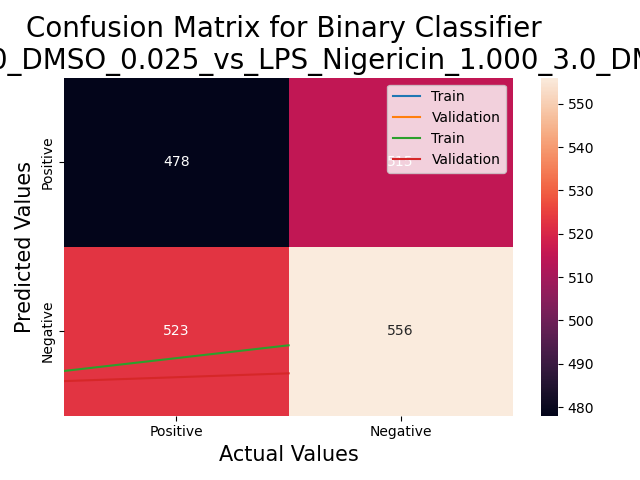 Confusion Matrix for Binary Classifier
0_DMSO_0.025_vs_LPS_Nigericin_1.000_3.0_DM
Train
Validation
Train
Validation
Predicted Values
Positive
Negative
478
523
556
Positive
Negative
Actual Values
550
540
530
520
510
500
490
480